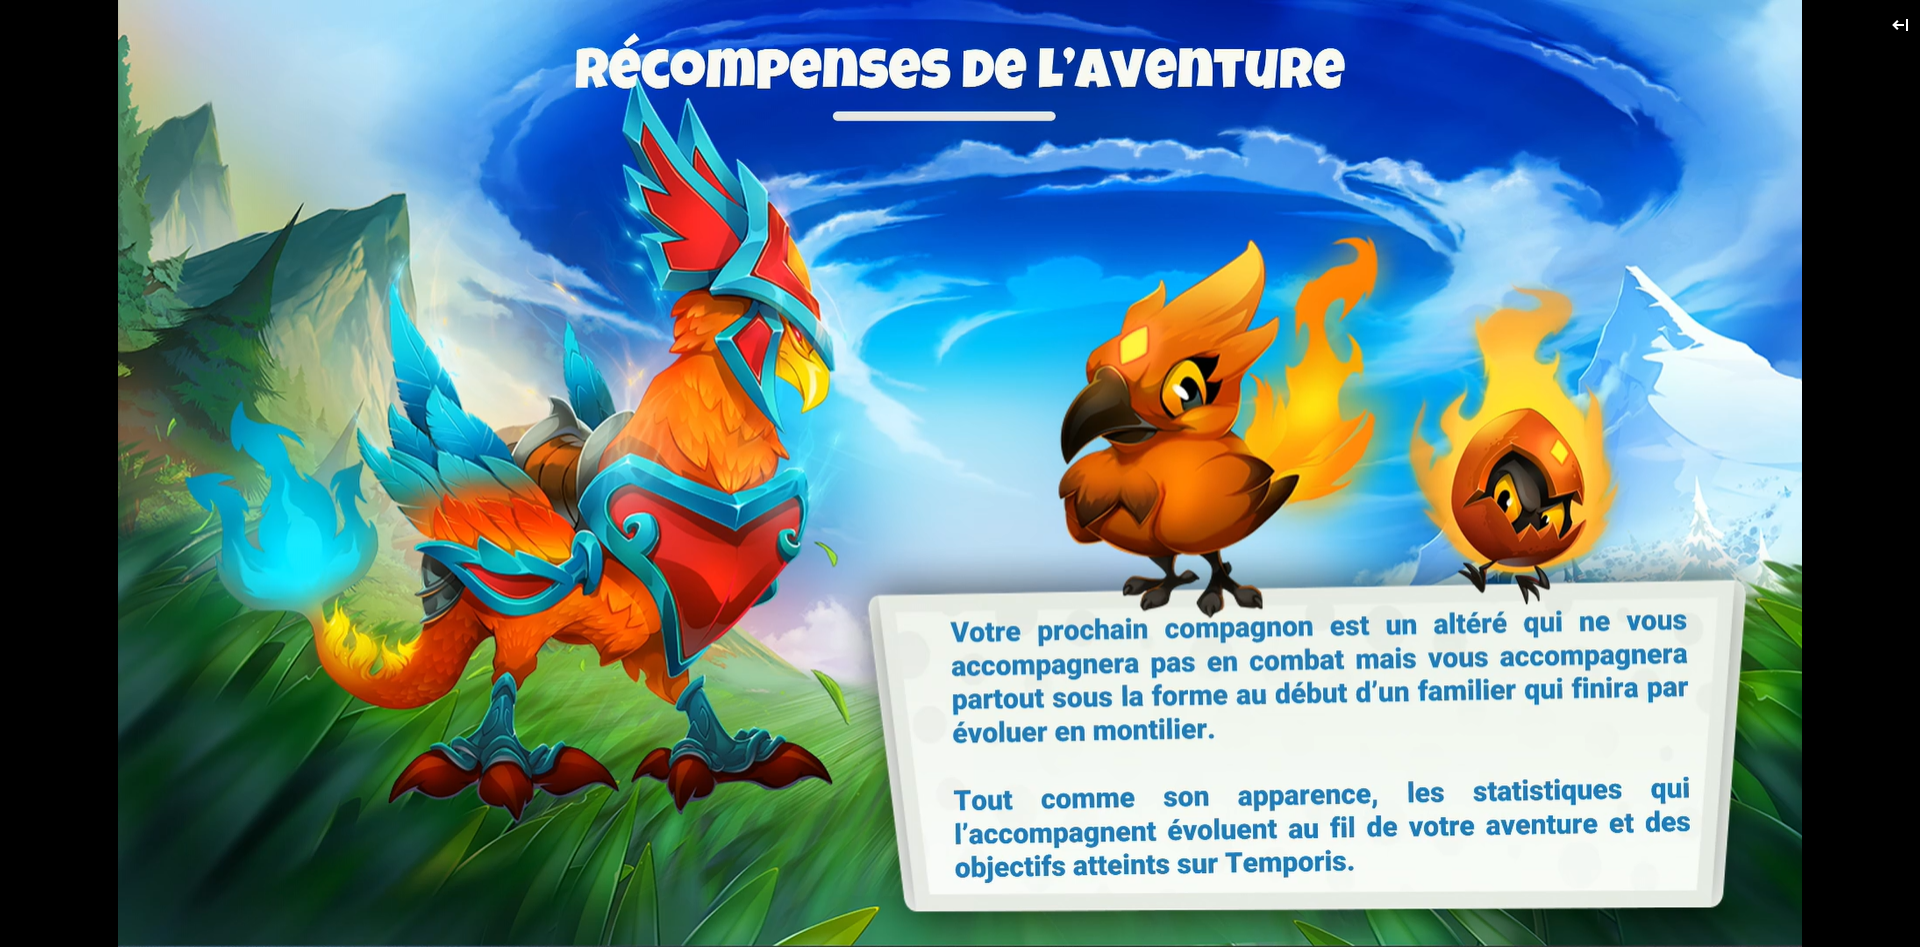 Récompenses de l'Aventure
Votre prochain compagnon est un altéré qui ne vous
accompagnera pas en combat mais vous accompagnera
partout sous la forme au début d'un familier qui finira par
évoluer en montilier.
Tout comme son apparence, les statistiques qui
l'accompagnent évoluent au fil de votre aventure et des
objectifs atteints sur Temporis.